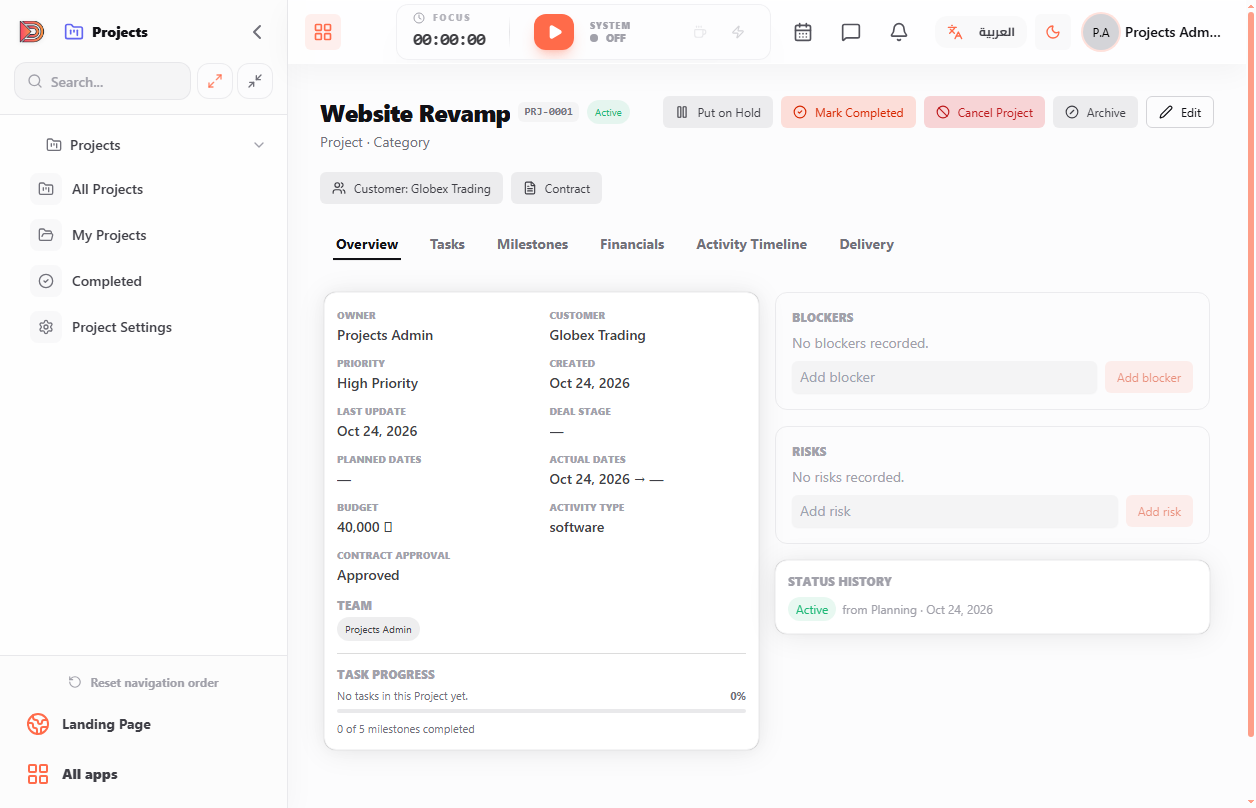 Projects
FOCUS
00:00:00
SYSTEM
OFF
العربية
P.A
Projects Adm...
Search...
Projects
All Projects
My Projects
Completed
Project Settings
Reset navigation order
Landing Page
All apps
Website Revamp
PRJ-0001
Active
Put on Hold
Mark Completed
Cancel Project
Archive
Edit
Project · Category
Customer: Globex Trading
Contract
Overview
Tasks
Milestones
Financials
Activity Timeline
Delivery
OWNER
Projects Admin
CUSTOMER
Globex Trading
PRIORITY
High Priority
CREATED
Oct 24, 2026
LAST UPDATE
Oct 24, 2026
DEAL STAGE
—
PLANNED DATES
—
ACTUAL DATES
Oct 24, 2026 → —
BUDGET
40,000
ACTIVITY TYPE
software
CONTRACT APPROVAL
Approved
TEAM
Projects Admin
TASK PROGRESS
No tasks in this Project yet.
0%
0 of 5 milestones completed
BLOCKERS
No blockers recorded.
Add blocker
Add blocker
RISKS
No risks recorded.
Add risk
Add risk
STATUS HISTORY
Active
from Planning · Oct 24, 2026